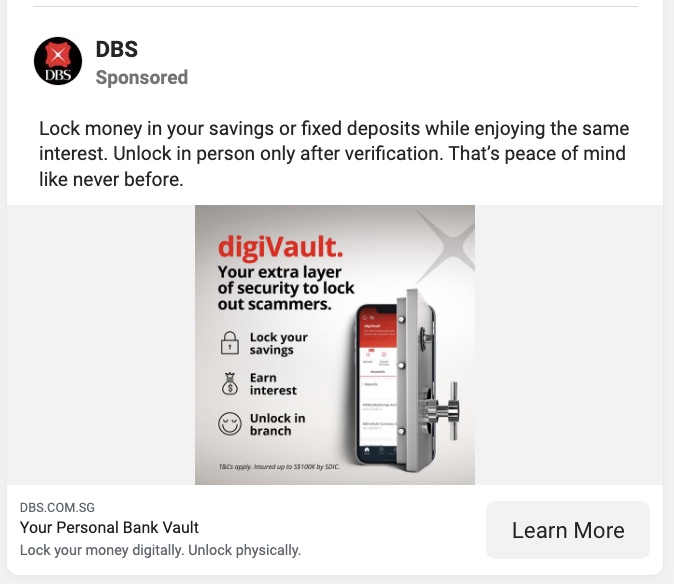 DBS
DBS
Sponsored
Lock money in your savings or fixed deposits while enjoying the same
interest. Unlock in person only after verification. That’s peace of mind
like never before.
digiVault.
Your extra layer
of security to lock
out scammers.
Lock your
savings
Earn
interest
Unlock in
branch
digiVault
Accounts
Deposits
T&Cs apply. Insured up to S$100K by SDIC.
DBS.COM.SG
Your Personal Bank Vault
Lock your money digitally. Unlock physically.
Learn More